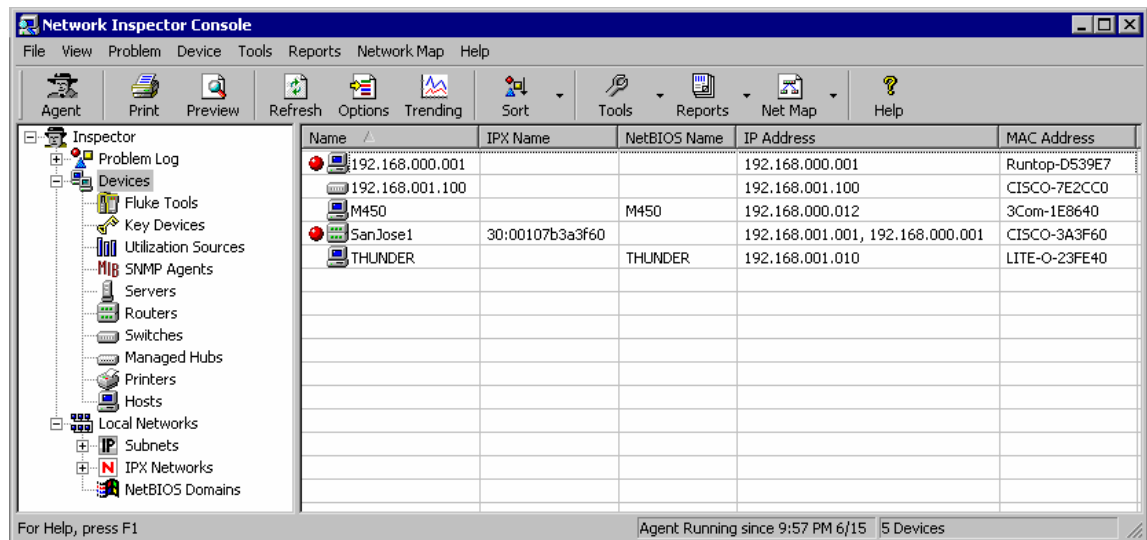 Network Inspector Console
File View Problem Device Tools Reports Network Map Help
Agent Print Preview Refresh Options Trending Sort Tools Reports Net Map Help
Inspector
Problem Log
Devices
Fluke Tools
Key Devices
Utilization Sources
MIB SNMP Agents
Servers
Routers
Switches
Managed Hubs
Printers
Hosts
Local Networks
IP Subnets
N IPX Networks
NetBIOS Domains
Name IPX Name NetBIOS Name IP Address MAC Address
192.168.000.001 192.168.000.001 Runtop-D539E7
192.168.001.100 192.168.001.100 CISCO-7E2CC0
M450 M450 192.168.000.012 3Com-1E8640
SanJose1 30:00107b3a3f60 192.168.001.001, 192.168.000.001 CISCO-3A3F60
THUNDER THUNDER 192.168.001.010 LITE-O-23FE40
For Help, press F1 Agent Running since 9:57 PM 6/15 5 Devices